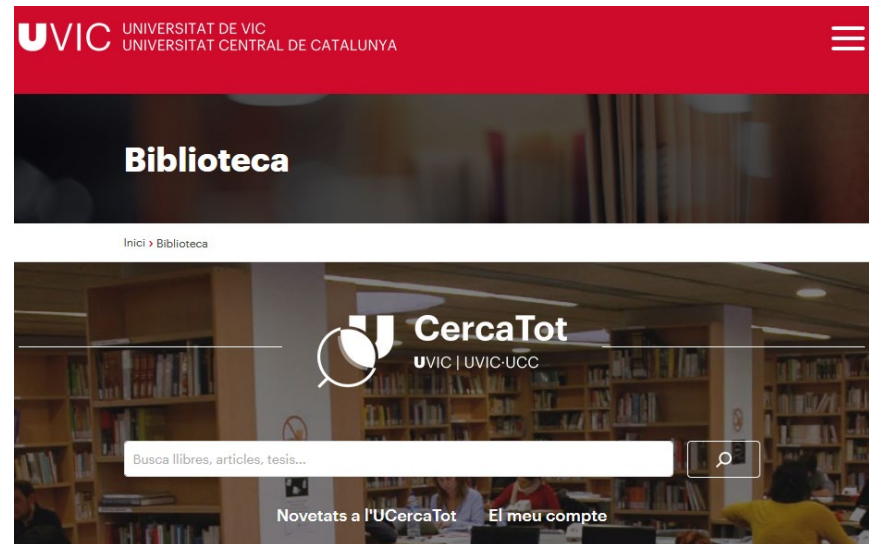 UVIC UNIVERSITAT DE VIC
UNIVERSITAT CENTRAL DE CATALUNYA
Biblioteca
Inici › Biblioteca
CercaTot
UVIC | UVIC·UCC
Busca llibres, articles, tesis...
Novetats a l'UCercaTot El meu compte